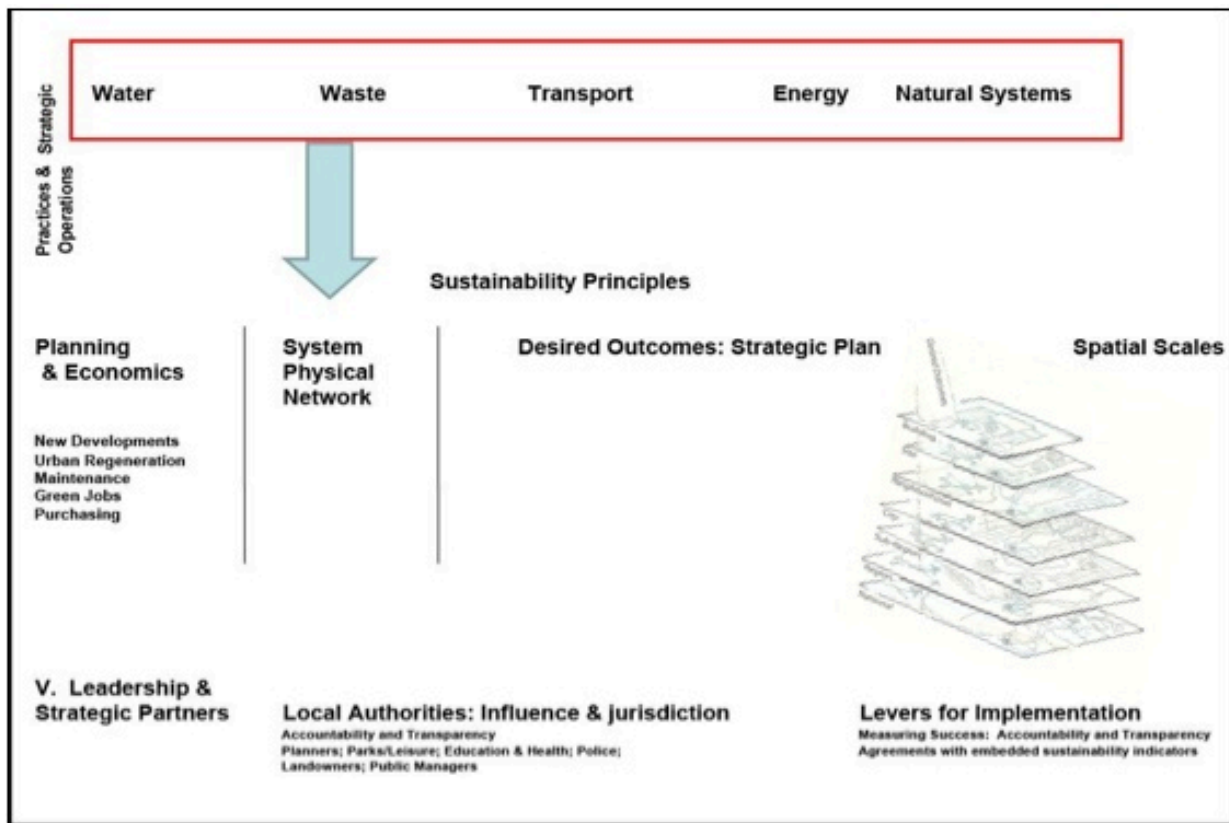 Water Waste Transport Energy Natural Systems
Practices & Strategic
Operations
Sustainability Principles
Planning
& Economics
System
Physical
Network
Desired Outcomes: Strategic Plan
Spatial Scales
New Developments
Urban Regeneration
Maintenance
Green Jobs
Purchasing
V. Leadership &
Strategic Partners
Local Authorities: Influence & jurisdiction
Accountability and Transparency
Planners; Parks/Leisure; Education & Health; Police;
Landowners; Public Managers
Levers for Implementation
Measuring Success: Accountability and Transparency
Agreements with embedded sustainability indicators